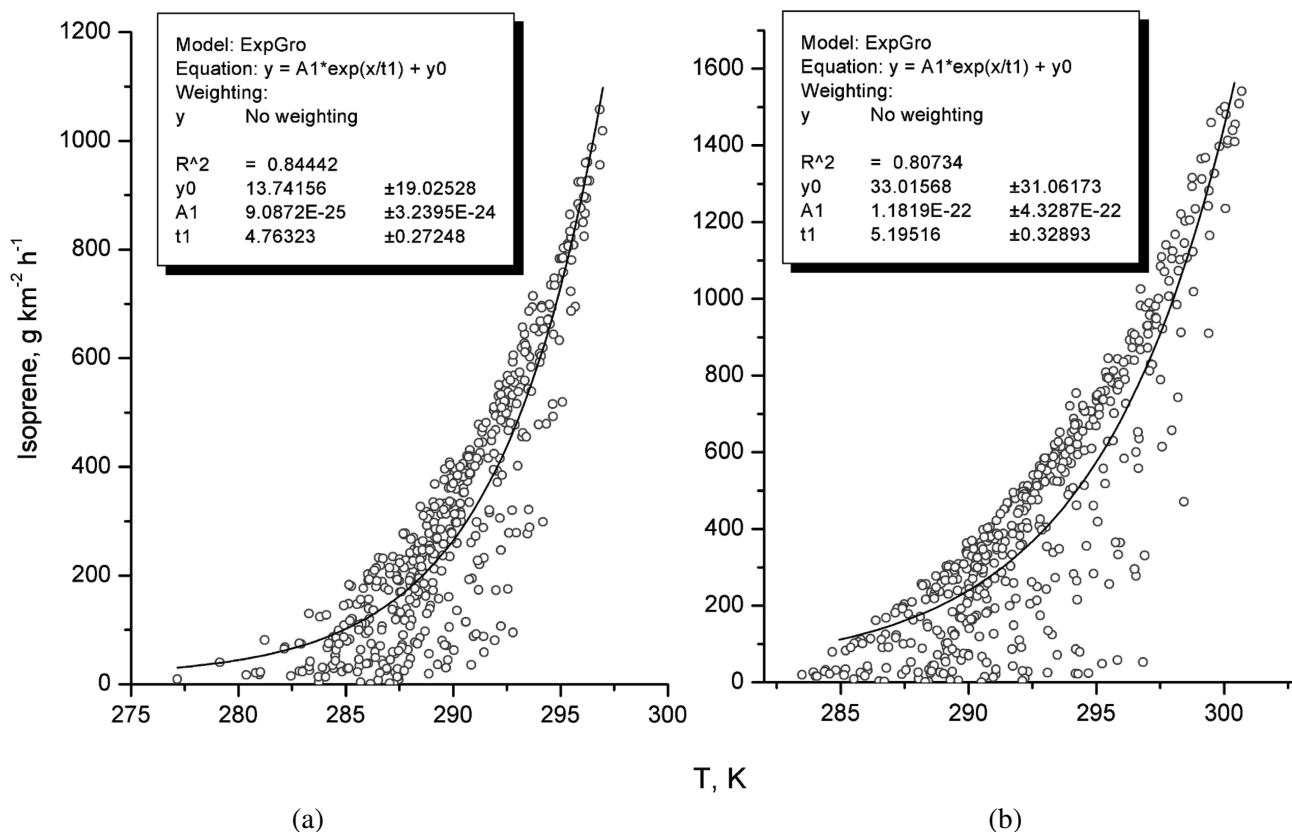 Model: ExpGro
Equation: y = A1*exp(x/t1) + y0
Weighting:
y No weighting
R^2 = 0.84442
y0 13.74156 ±19.02528
A1 9.0872E-25 ±3.2395E-24
t1 4.76323 ±0.27248
1200
1000
800
600
400
200
0
Isoprene, g km-2 h-1
275 280 285 290 295 300
(a)
Model: ExpGro
Equation: y = A1*exp(x/t1) + y0
Weighting:
y No weighting
R^2 = 0.80734
y0 33.01568 ±31.06173
A1 1.1819E-22 ±4.3287E-22
t1 5.19516 ±0.32893
1600
1400
1200
1000
800
600
400
200
0
285 290 295 300
T, K
(b)